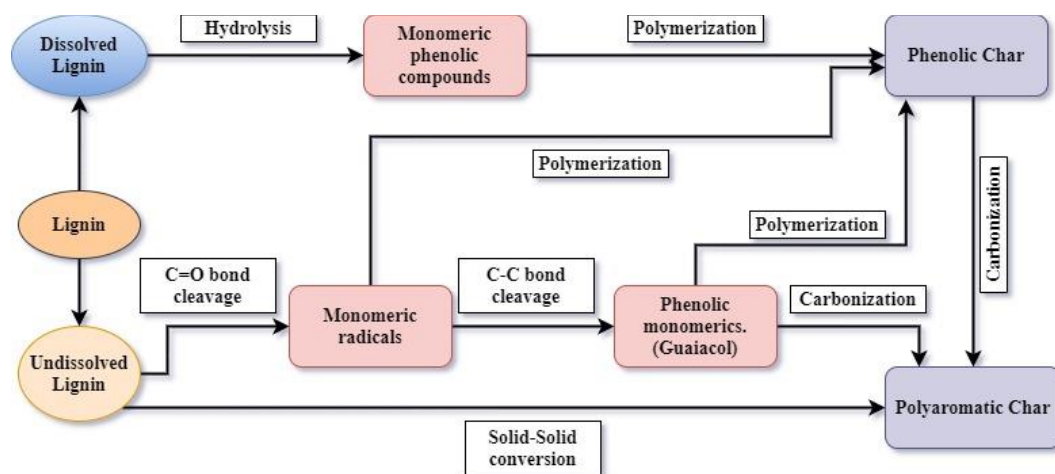 Hydrolysis
Polymerization
Dissolved
Lignin
Monomeric
phenolic
compounds
Phenolic Char
Polymerization
Lignin
Polymerization
Carbonization
C=O bond
cleavage
C-C bond
cleavage
Carbonization
Monomeric
radicals
Phenolic
monomerics.
(Guaiacol)
Undissolved
Lignin
Polyaromatic Char
Solid-Solid
conversion